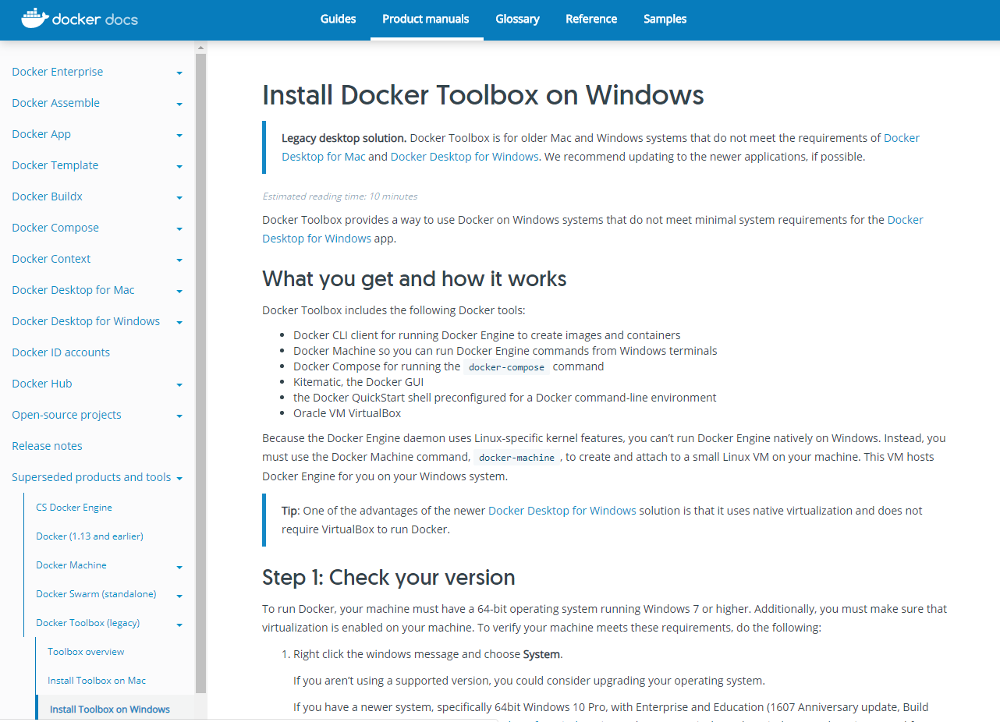 docker docs
Guides
Product manuals
Glossary
Reference
Samples
Docker Enterprise
Docker Assemble
Docker App
Docker Template
Docker Buildx
Docker Compose
Docker Context
Docker Desktop for Mac
Docker Desktop for Windows
Docker ID accounts
Docker Hub
Open-source projects
Release notes
Superseded products and tools
CS Docker Engine
Docker (1.13 and earlier)
Docker Machine
Docker Swarm (standalone)
Docker Toolbox (legacy)
Toolbox overview
Install Toolbox on Mac
Install Toolbox on Windows
Install Docker Toolbox on Windows
Legacy desktop solution. Docker Toolbox is for older Mac and Windows systems that do not meet the requirements of Docker
Desktop for Mac and Docker Desktop for Windows. We recommend updating to the newer applications, if possible.
Estimated reading time: 10 minutes
Docker Toolbox provides a way to use Docker on Windows systems that do not meet minimal system requirements for the Docker
Desktop for Windows app.
What you get and how it works
Docker Toolbox includes the following Docker tools:
• Docker CLI client for running Docker Engine to create images and containers
• Docker Machine so you can run Docker Engine commands from Windows terminals
• Docker Compose for running the docker-compose command
• Kitematic, the Docker GUI
• the Docker QuickStart shell preconfigured for a Docker command-line environment
• Oracle VM VirtualBox
Because the Docker Engine daemon uses Linux-specific kernel features, you can’t run Docker Engine natively on Windows. Instead, you
must use the Docker Machine command, docker-machine , to create and attach to a small Linux VM on your machine. This VM hosts
Docker Engine for you on your Windows system.
Tip: One of the advantages of the newer Docker Desktop for Windows solution is that it uses native virtualization and does not
require VirtualBox to run Docker.
Step 1: Check your version
To run Docker, your machine must have a 64-bit operating system running Windows 7 or higher. Additionally, you must make sure that
virtualization is enabled on your machine. To verify your machine meets these requirements, do the following:
1. Right click the windows message and choose System.
If you aren’t using a supported version, you could consider upgrading your operating system.
If you have a newer system, specifically 64bit Windows 10 Pro, with Enterprise and Education (1607 Anniversary update, Build